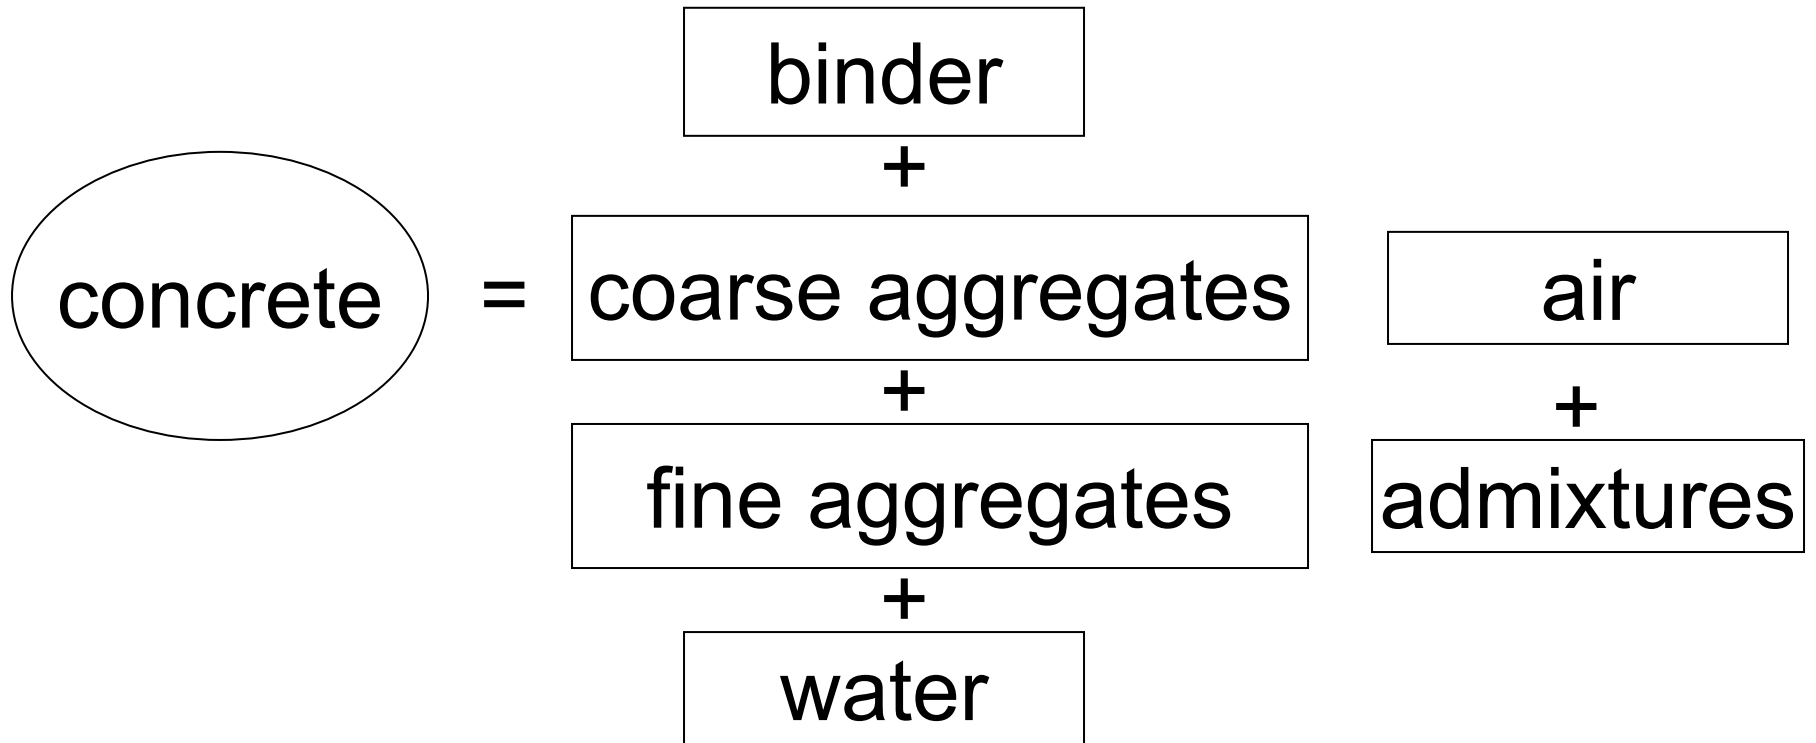 binder
+
concrete = coarse aggregates air
+
+
fine aggregates admixtures
+
water